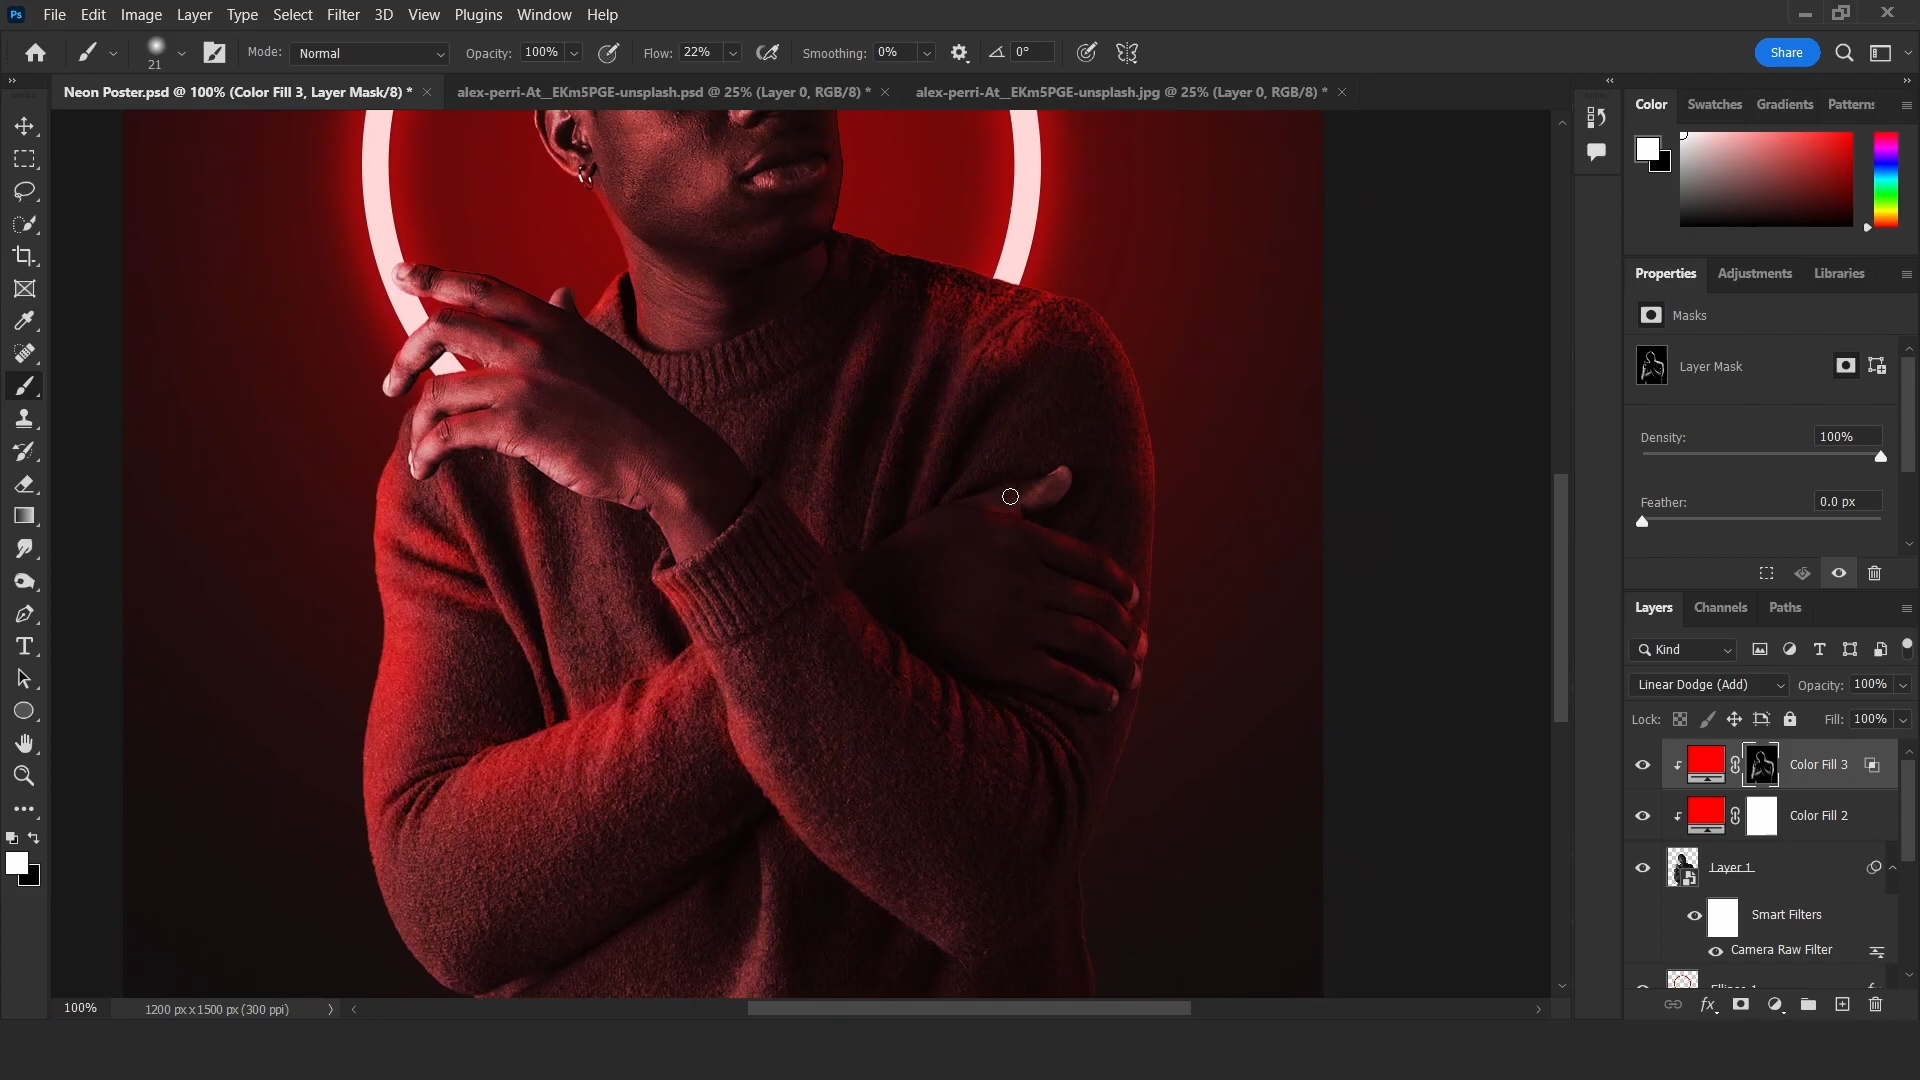 Ps File Edit Image Layer Type Select Filter 3D View Plugins Window Help
21 Mode: Normal Opacity: 100% Flow: 22% Smoothing: 0% 0° Share
Neon Poster.psd @ 100% (Color Fill 3, Layer Mask/8) * alex-perri-At__EKm5PGE-unsplash.psd @ 25% (Layer 0, RGB/8) * alex-perri-At__EKm5PGE-unsplash.jpg @ 25% (Layer 0, RGB/8) *
Color Swatches Gradients Patterns
Properties Adjustments Libraries
Masks
Layer Mask
Density: 100%
Feather: 0.0 px
Layers Channels Paths
Kind
Linear Dodge (Add) Opacity: 100%
Lock: Fill: 100%
Color Fill 3
Color Fill 2
Layer 1
Smart Filters
Camera Raw Filter
Ellipse 1
100% 1200 px x 1500 px (300 ppi)